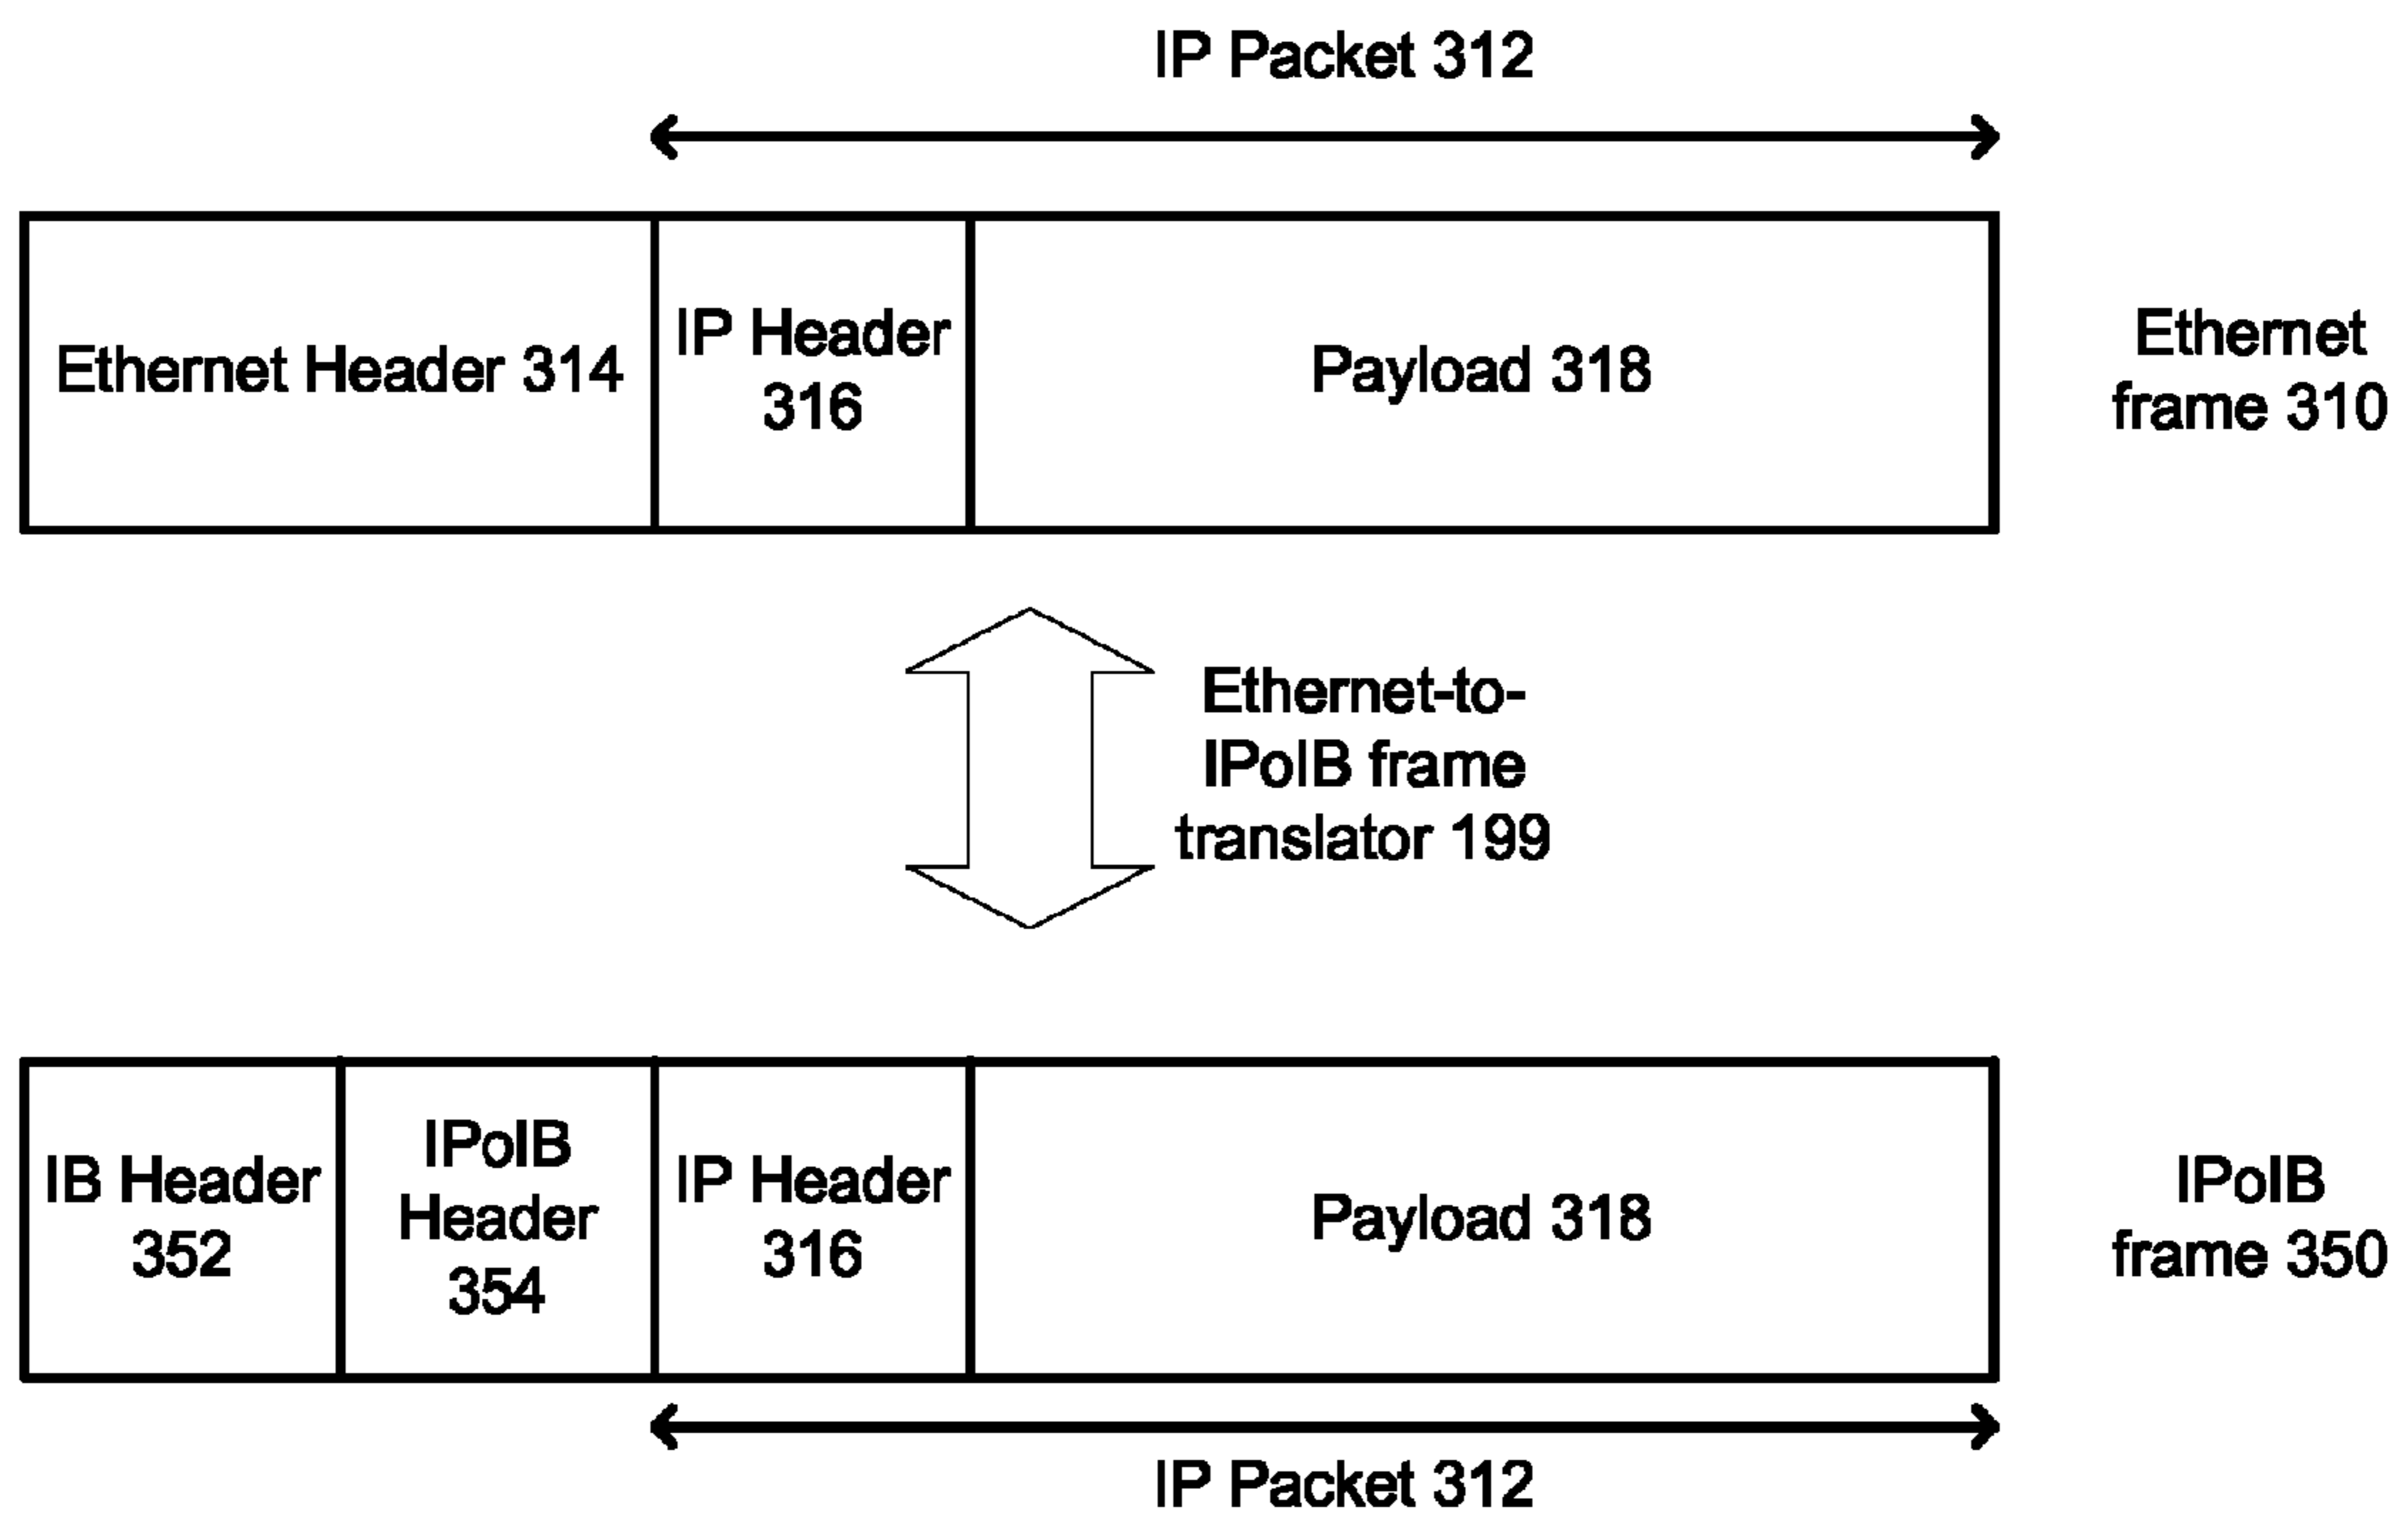 IP Packet 312
Ethernet Header 314
IP Header
316
Payload 318
Ethernet
frame 310
Ethernet-to-
IPoIB frame
translator 199
IB Header
352
IPoIB
Header
354
IP Header
316
Payload 318
IPoIB
frame 350
IP Packet 312